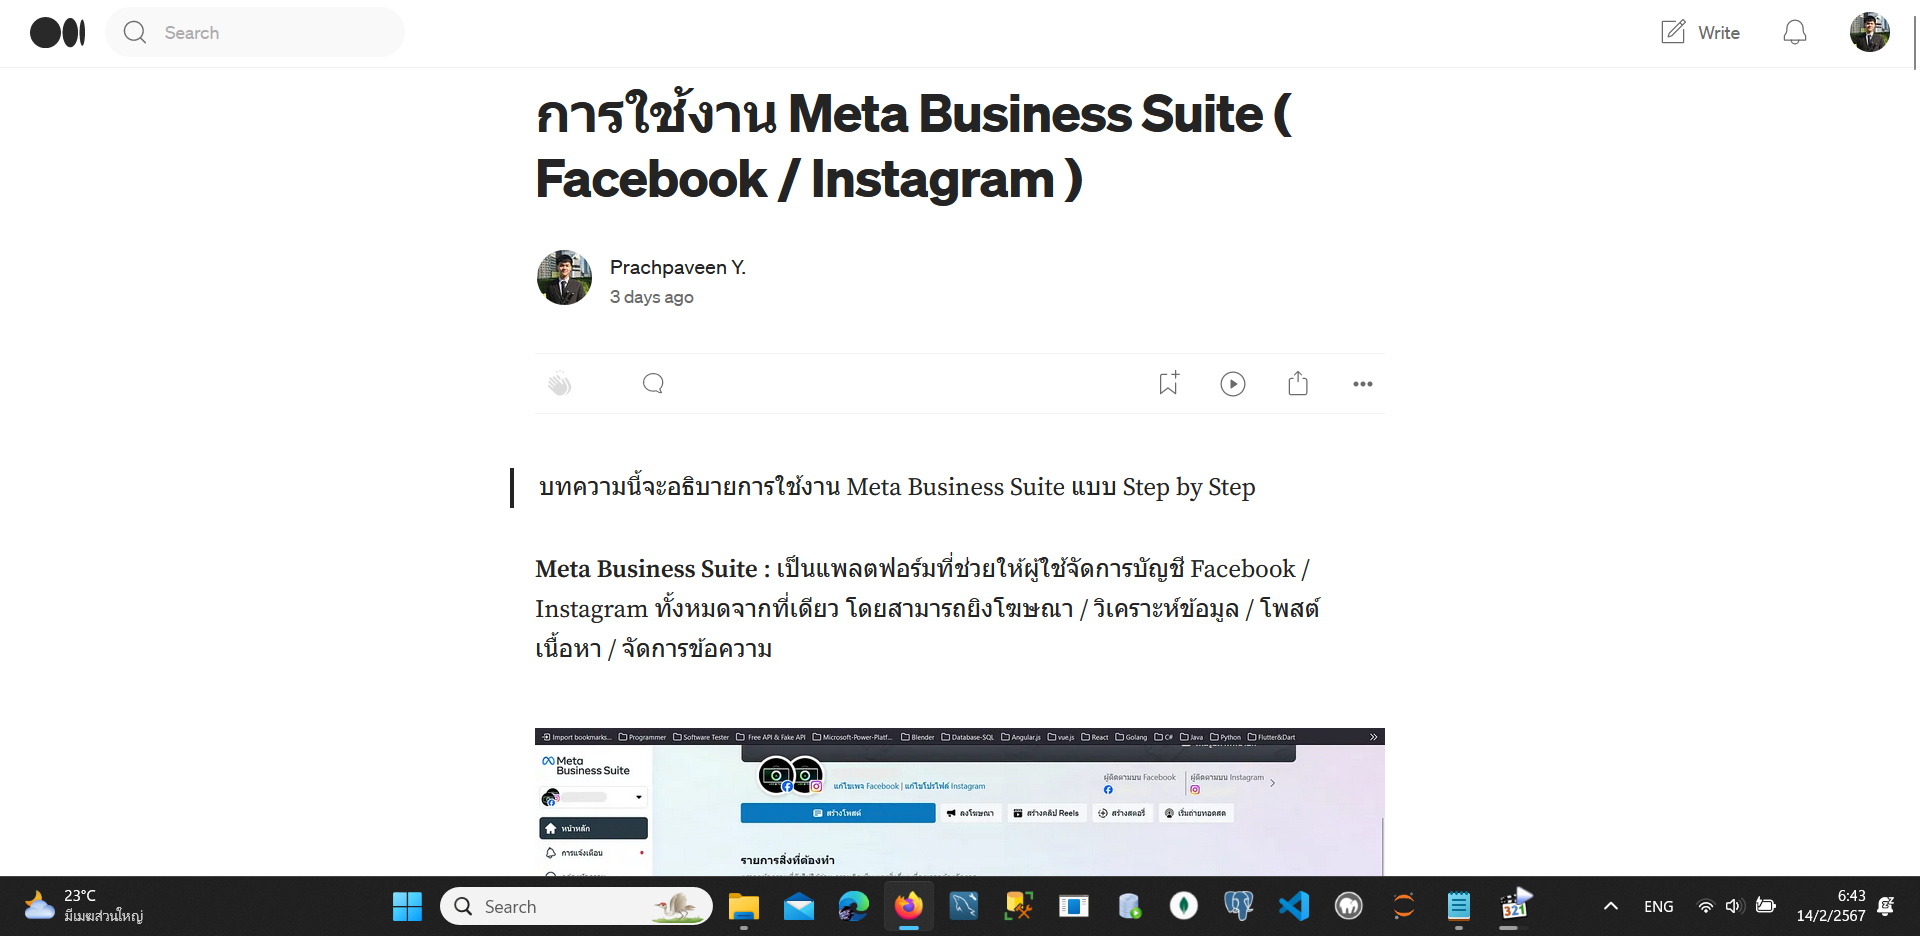 Search
Write
การใช้งาน Meta Business Suite (
Facebook / Instagram )
Prachpaveen Y.
3 days ago
บทความนี้จะอธิบายการใช้งาน Meta Business Suite แบบ Step by Step
Meta Business Suite : เป็นแพลตฟอร์มที่ช่วยให้ผู้ใช้จัดการบัญชี Facebook /
Instagram ทั้งหมดจากที่เดียว โดยสามารถยิงโฆษณา / วิเคราะห์ข้อมูล / โพสต์
เนื้อหา / จัดการข้อความ
Import bookmarks... Programmer Software Tester Free API & Fake API Microsoft-Power-Platf... Blender Database-SQL Angular.js vue.js React Golang C# Java Python Flutter&Dart
Meta
Business Suite
แก้ไขเพจ Facebook | แก้ไขโปรไฟล์ Instagram
ผู้ติดตามบน Facebook
ผู้ติดตามบน Instagram
สร้างโพสต์ ลงโฆษณา สร้างคลิป Reels สร้างสตอรี่ เริ่มถ่ายทอดสด
หน้าหลัก
การแจ้งเตือน
รายการสิ่งที่ต้องทำ
23°C
มีเมฆส่วนใหญ่
Search
321
ENG
6:43
14/2/2567